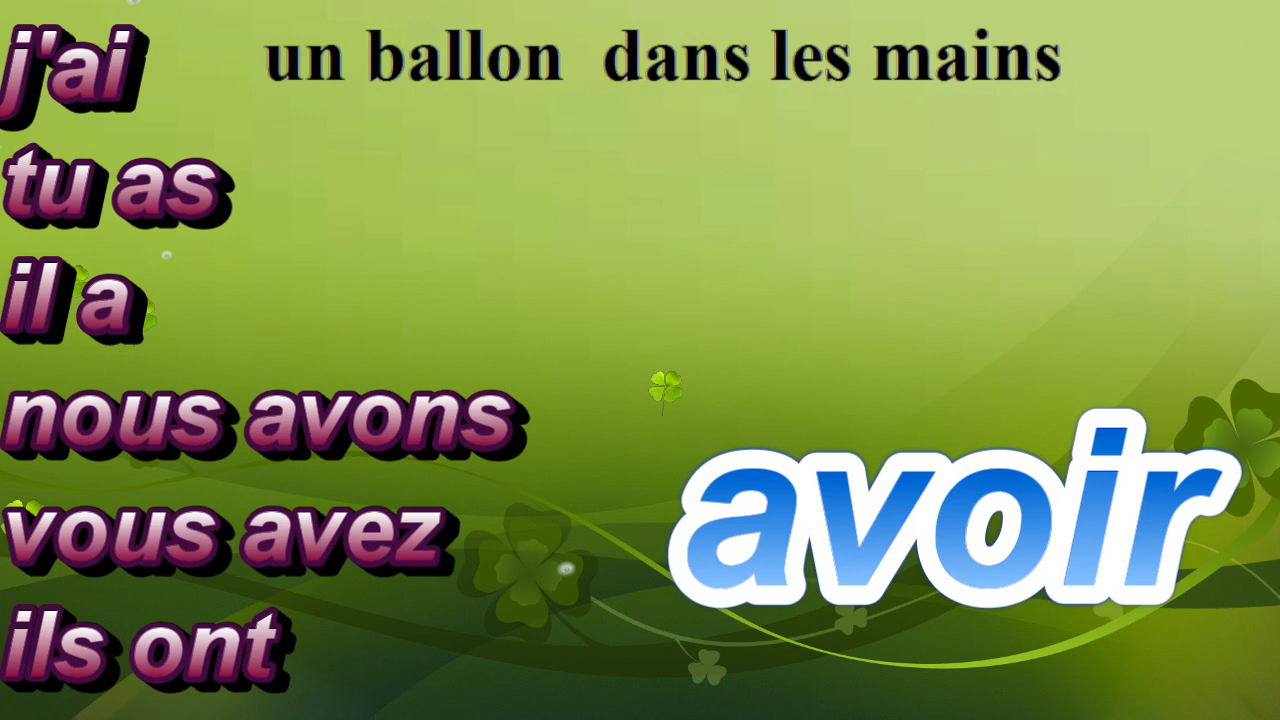 j'ai un ballon dans les mains
tu as
il a
nous avons
vous avez
ils ont
avoir